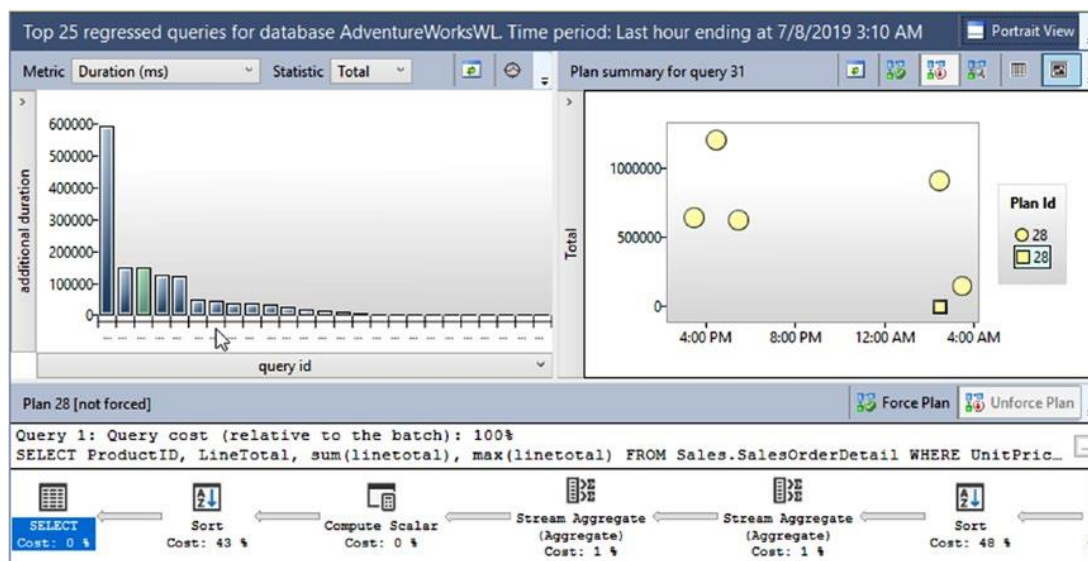 Top 25 regressed queries for database AdventureWorksWL. Time period: Last hour ending at 7/8/2019 3:10 AM
Portrait View
Metric Duration (ms) Statistic Total
Plan summary for query 31
additional duration
600000
500000
400000
300000
200000
100000
0
... ... ... ... ... ... ... ... ... ... ... ... ... ... ... ... ... ... ... ... ... ... ... ...
query id
Total
1000000
500000
0
4:00 PM 8:00 PM 12:00 AM 4:00 AM
Plan Id
28
28
Plan 28 [not forced]
Force Plan Unforce Plan
Query 1: Query cost (relative to the batch): 100%
SELECT ProductID, LineTotal, sum(linetotal), max(linetotal) FROM Sales.SalesOrderDetail WHERE UnitPric...
...
SELECT
Cost: 0 %
Sort
Cost: 43 %
Compute Scalar
Cost: 0 %
Stream Aggregate
(Aggregate)
Cost: 1 %
Stream Aggregate
(Aggregate)
Cost: 1 %
Sort
Cost: 48 %